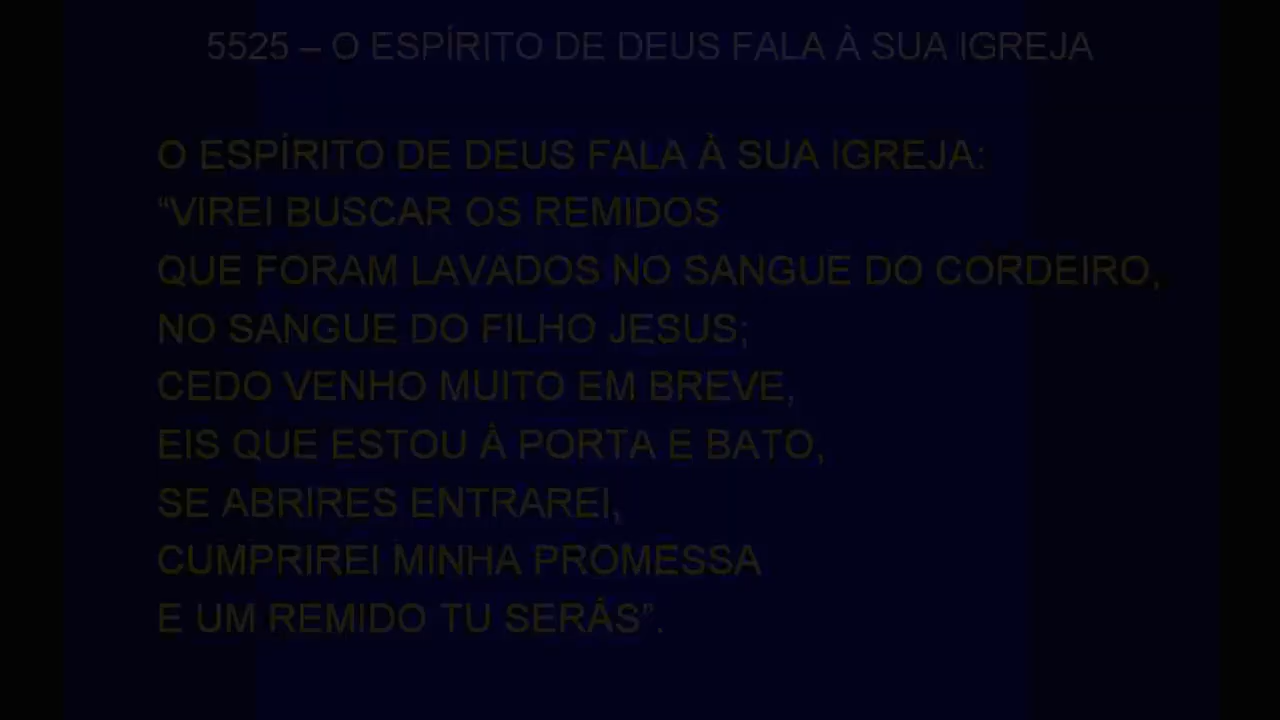 5525 – O ESPÍRITO DE DEUS FALA À SUA IGREJA
O ESPÍRITO DE DEUS FALA À SUA IGREJA:
“VIREI BUSCAR OS REMIDOS
QUE FORAM LAVADOS NO SANGUE DO CORDEIRO,
NO SANGUE DO FILHO JESUS;
CEDO VENHO MUITO EM BREVE,
EIS QUE ESTOU À PORTA E BATO,
SE ABRIRES ENTRAREI,
CUMPRIREI MINHA PROMESSA
E UM REMIDO TU SERÁS”.